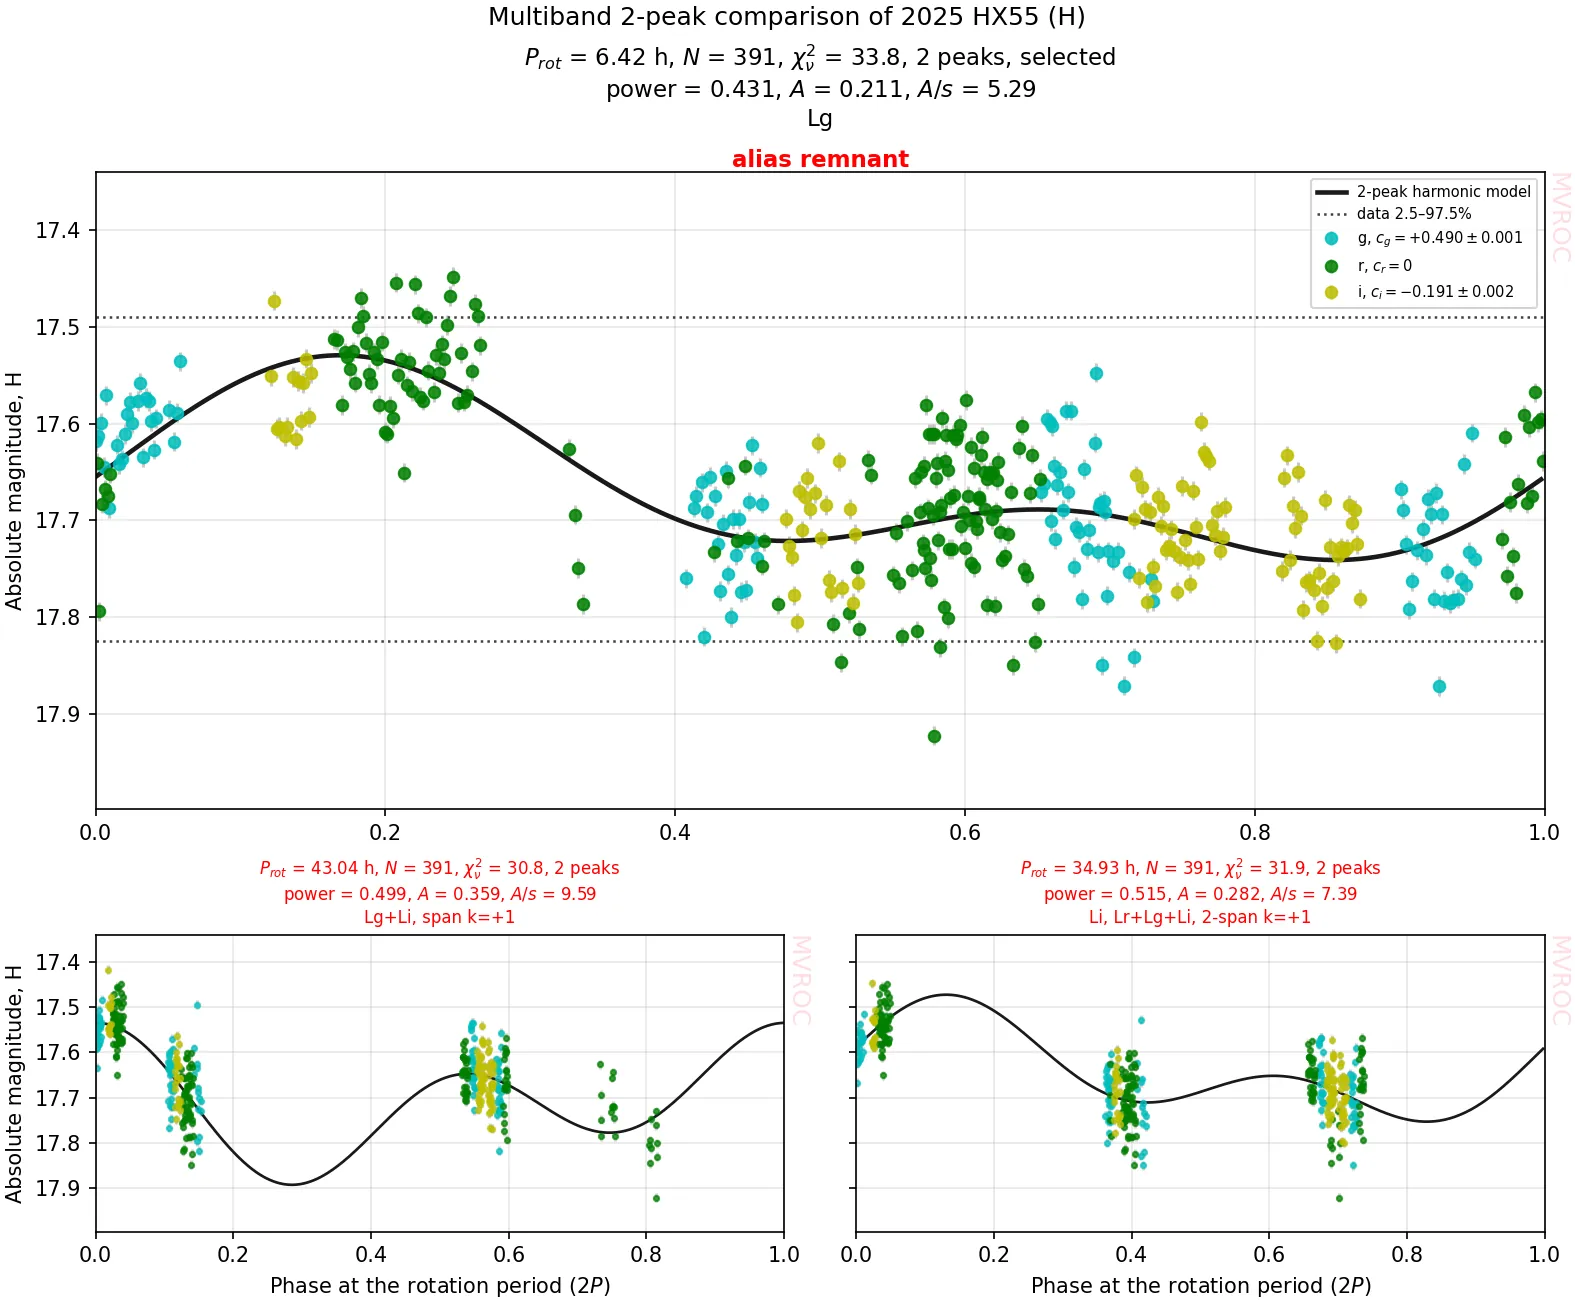 Multiband 2-peak comparison of 2025 HX55 (H)
P_rot = 6.42 h, N = 391, χ²_ν = 33.8, 2 peaks, selected
power = 0.431, A = 0.211, A/s = 5.29
Lg
alias remnant
MVROC
2-peak harmonic model
data 2.5–97.5%
g, c_g = +0.490 ± 0.001
r, c_r = 0
i, c_i = −0.191 ± 0.002
Absolute magnitude, H
17.4
17.5
17.6
17.7
17.8
17.9
0.0 0.2 0.4 0.6 0.8 1.0
P_rot = 43.04 h, N = 391, χ²_ν = 30.8, 2 peaks
power = 0.499, A = 0.359, A/s = 9.59
Lg+Li, span k=+1
MVROC
Absolute magnitude, H
17.4
17.5
17.6
17.7
17.8
17.9
0.0 0.2 0.4 0.6 0.8 1.0
Phase at the rotation period (2P)
P_rot = 34.93 h, N = 391, χ²_ν = 31.9, 2 peaks
power = 0.515, A = 0.282, A/s = 7.39
Li, Lr+Lg+Li, 2-span k=+1
MVROC
0.0 0.2 0.4 0.6 0.8 1.0
Phase at the rotation period (2P)